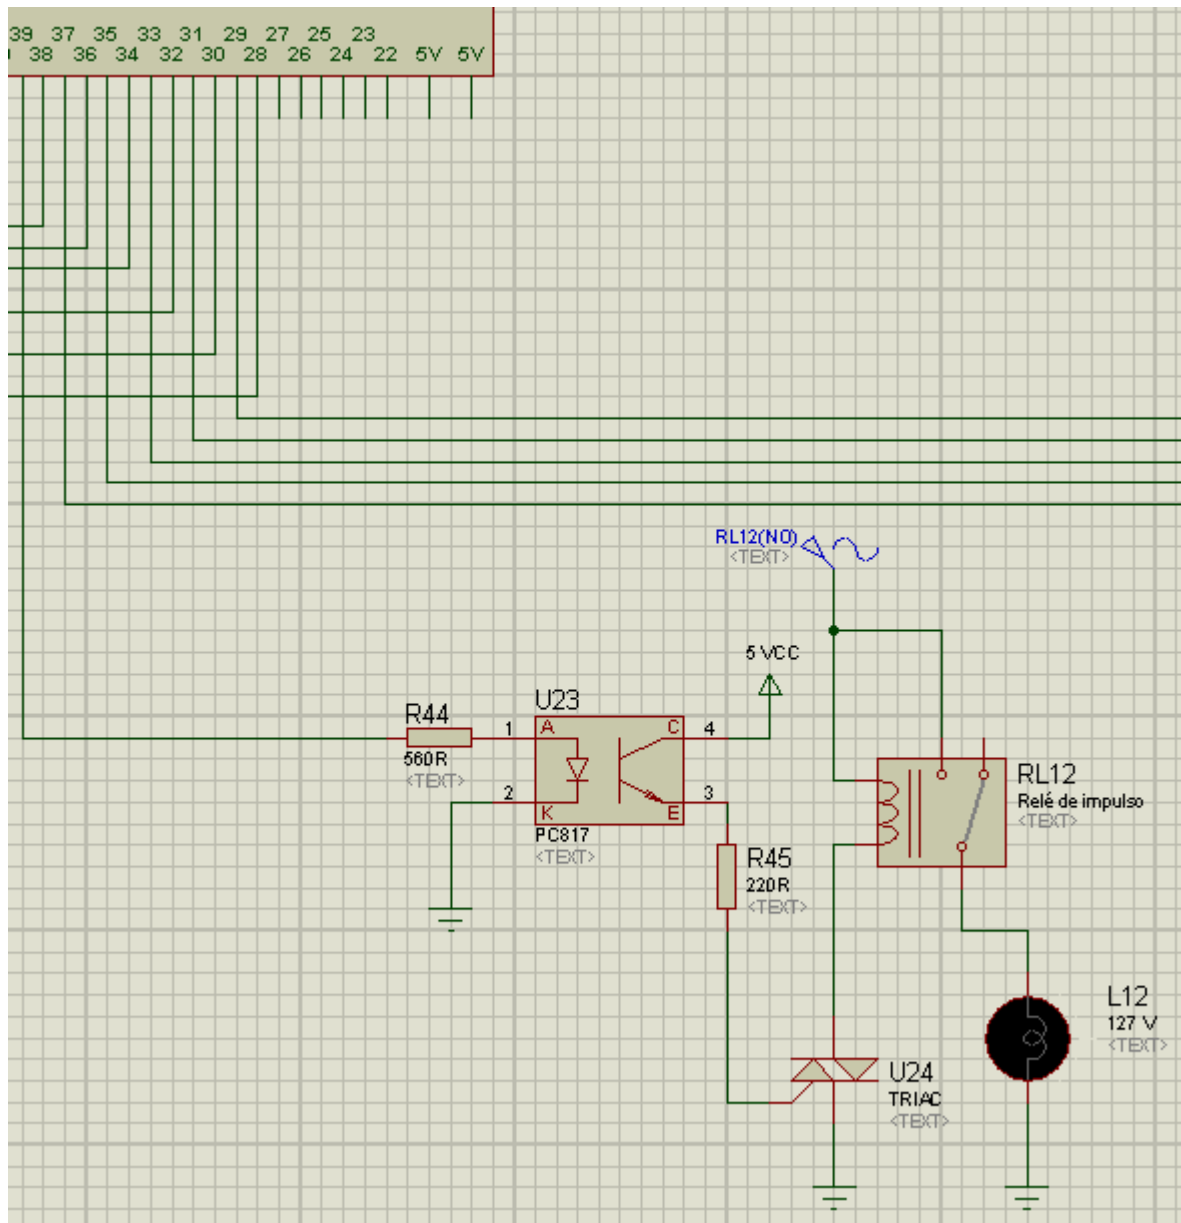 39 37 35 33 31 29 27 25 23
38 36 34 32 30 28 26 24 22 5V 5V
RL12(NO)
<TEXT>
5 VCC
U23
R44
1 A C 4
560R
<TEXT>
2 K E 3
PC817
<TEXT>
R45
220R
<TEXT>
RL12
Relé de impulso
<TEXT>
L12
127 V
<TEXT>
U24
TRIAC
<TEXT>